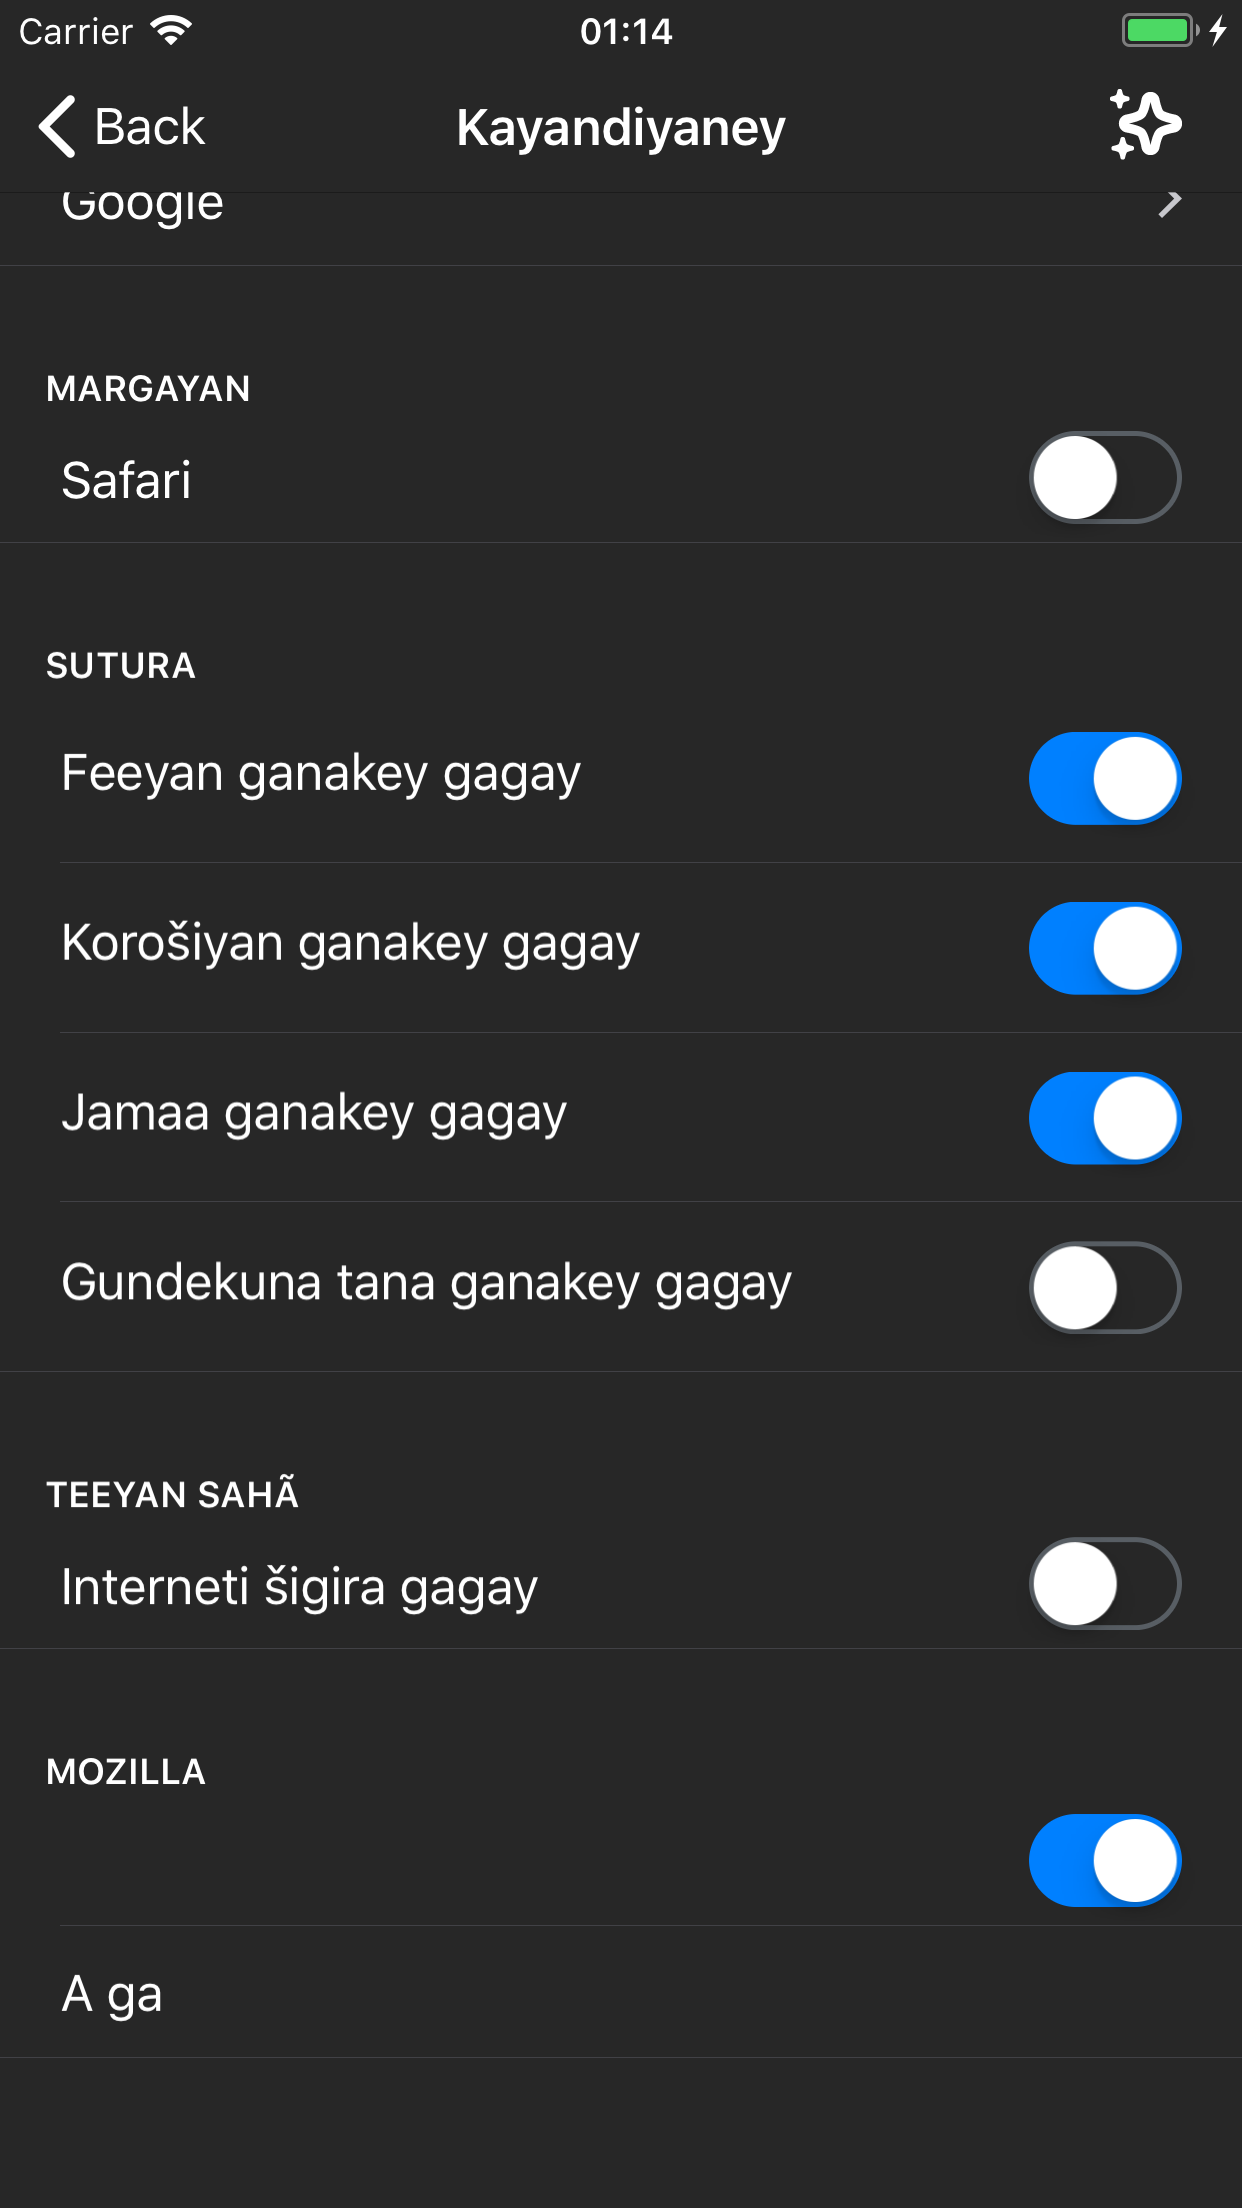 Carrier 01:14
Back Kayandiyaney
Google
MARGAYAN
Safari
SUTURA
Feeyan ganakey gagay
Korošiyan ganakey gagay
Jamaa ganakey gagay
Gundekuna tana ganakey gagay
TEEYAN SAHÃ
Interneti šigira gagay
MOZILLA
A ga